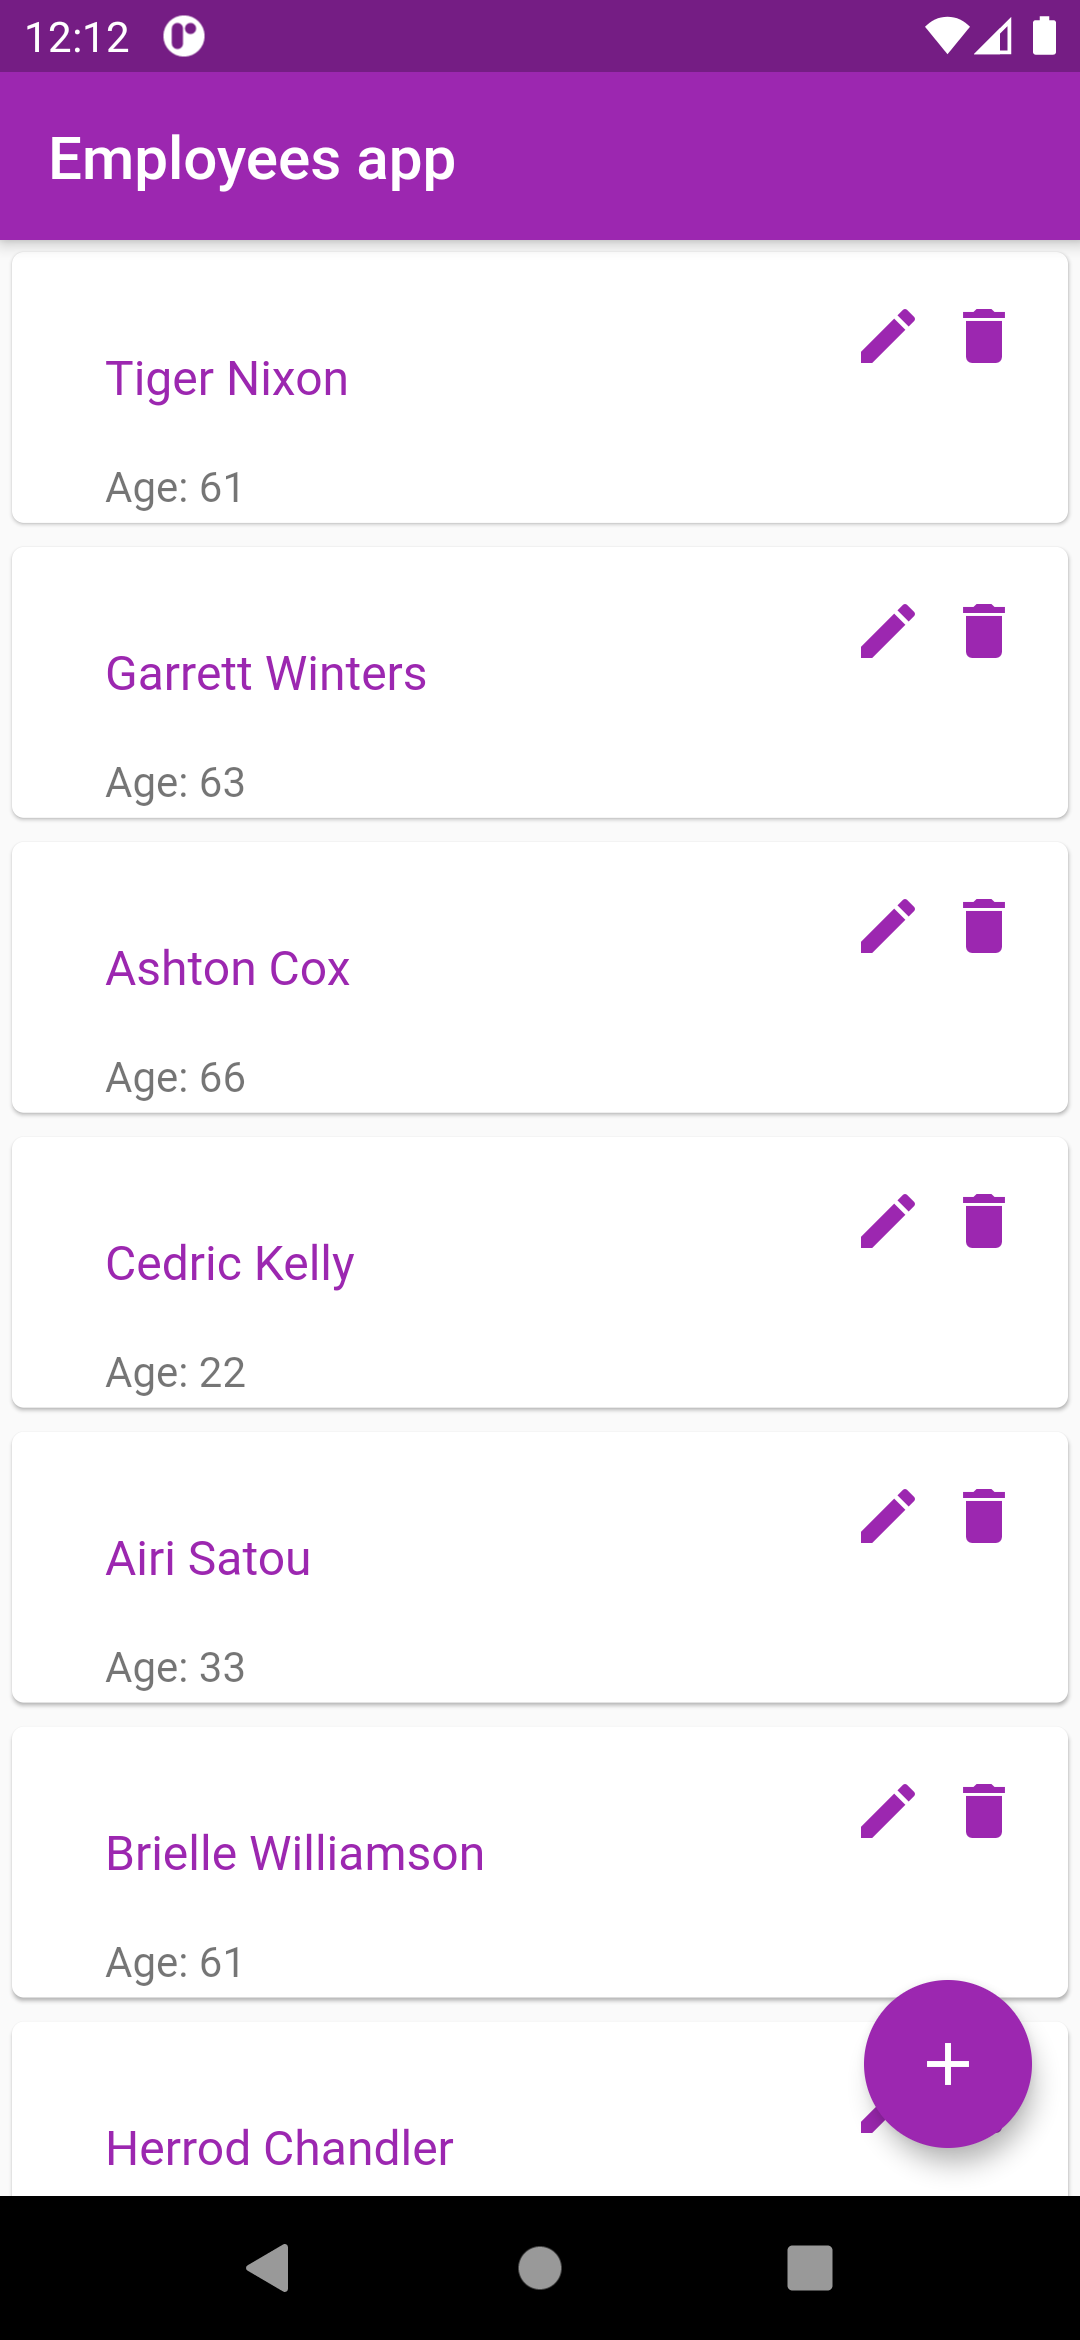 12:12
Employees app
Tiger Nixon
Age: 61
Garrett Winters
Age: 63
Ashton Cox
Age: 66
Cedric Kelly
Age: 22
Airi Satou
Age: 33
Brielle Williamson
Age: 61
Herrod Chandler